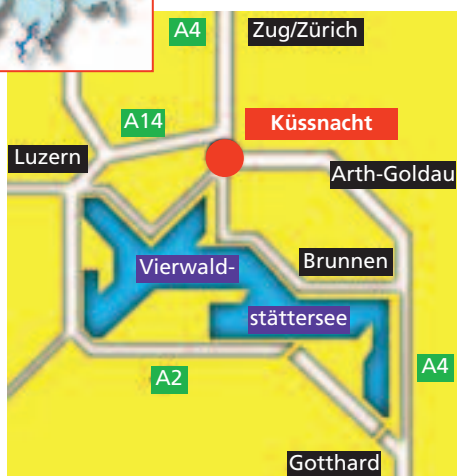 A4
Zug/Zürich
A14
Küssnacht
Luzern
Arth-Goldau
Vierwald-
Brunnen
stättersee
A2
A4
Gotthard